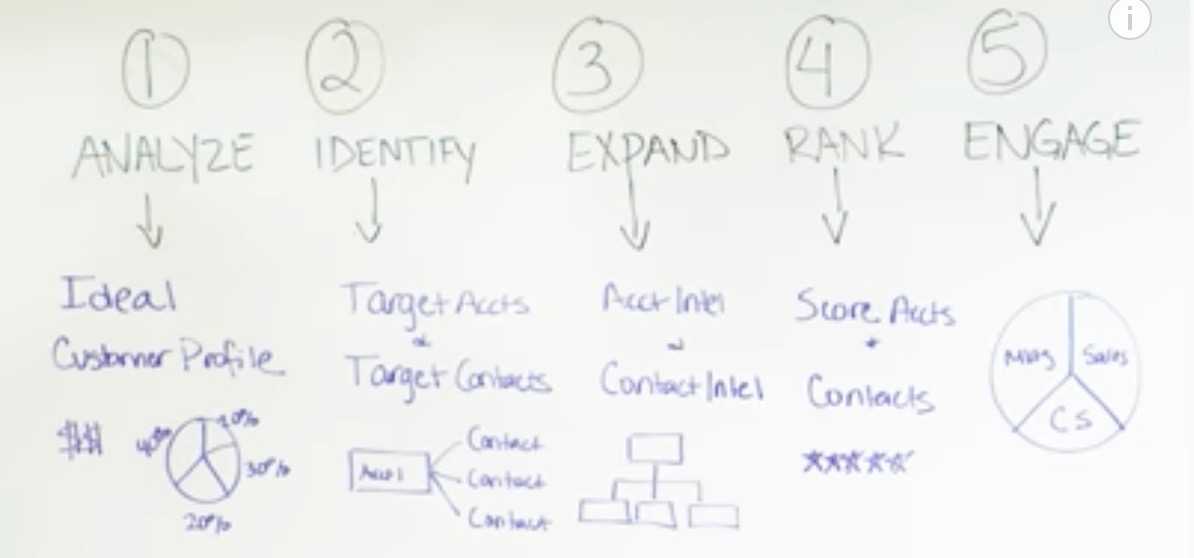 1
ANALYZE
Ideal
Customer Profile
$$$
40%
10%
30%
20%
2
IDENTIFY
Target Accts
&
Target Contacts
Acct 1
Contact
Contact
Contact
3
EXPAND
Acct Intel
&
Contact Intel
4
RANK
Score Accts
+
Contacts
5
ENGAGE
Mktg
Sales
CS
i